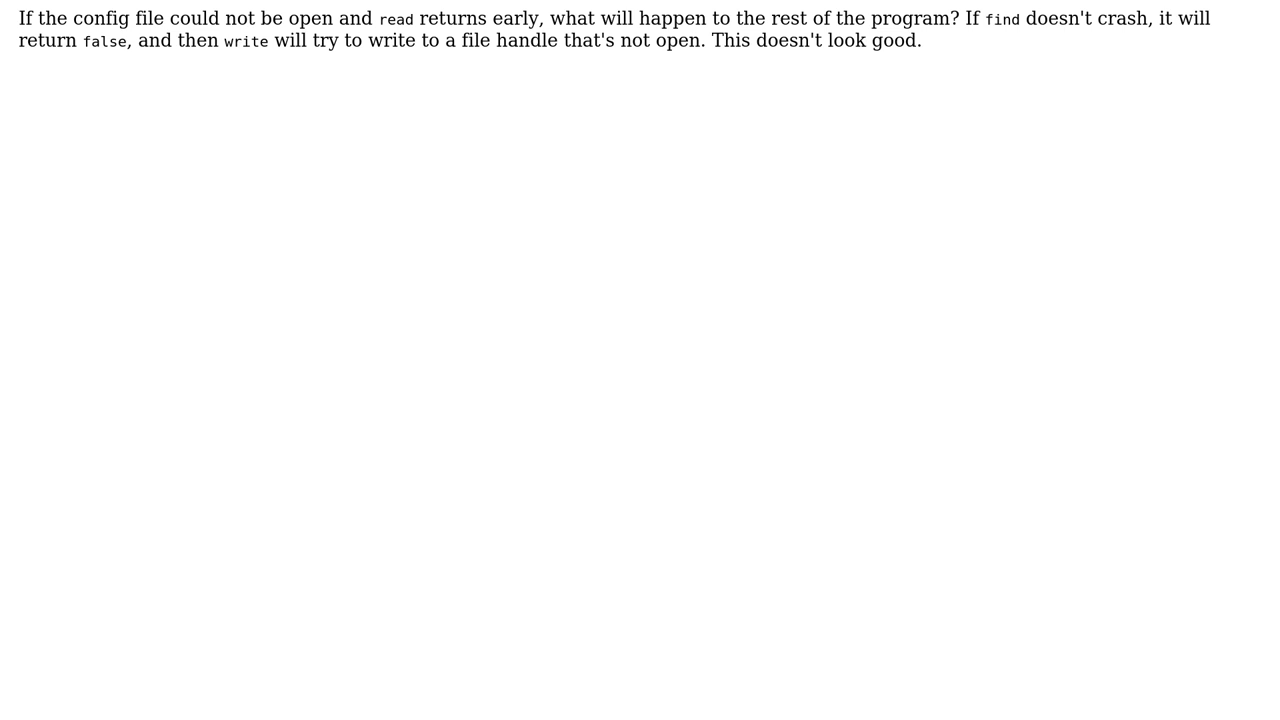 If the config file could not be open and read returns early, what will happen to the rest of the program? If find doesn't crash, it will
return false, and then write will try to write to a file handle that's not open. This doesn't look good.